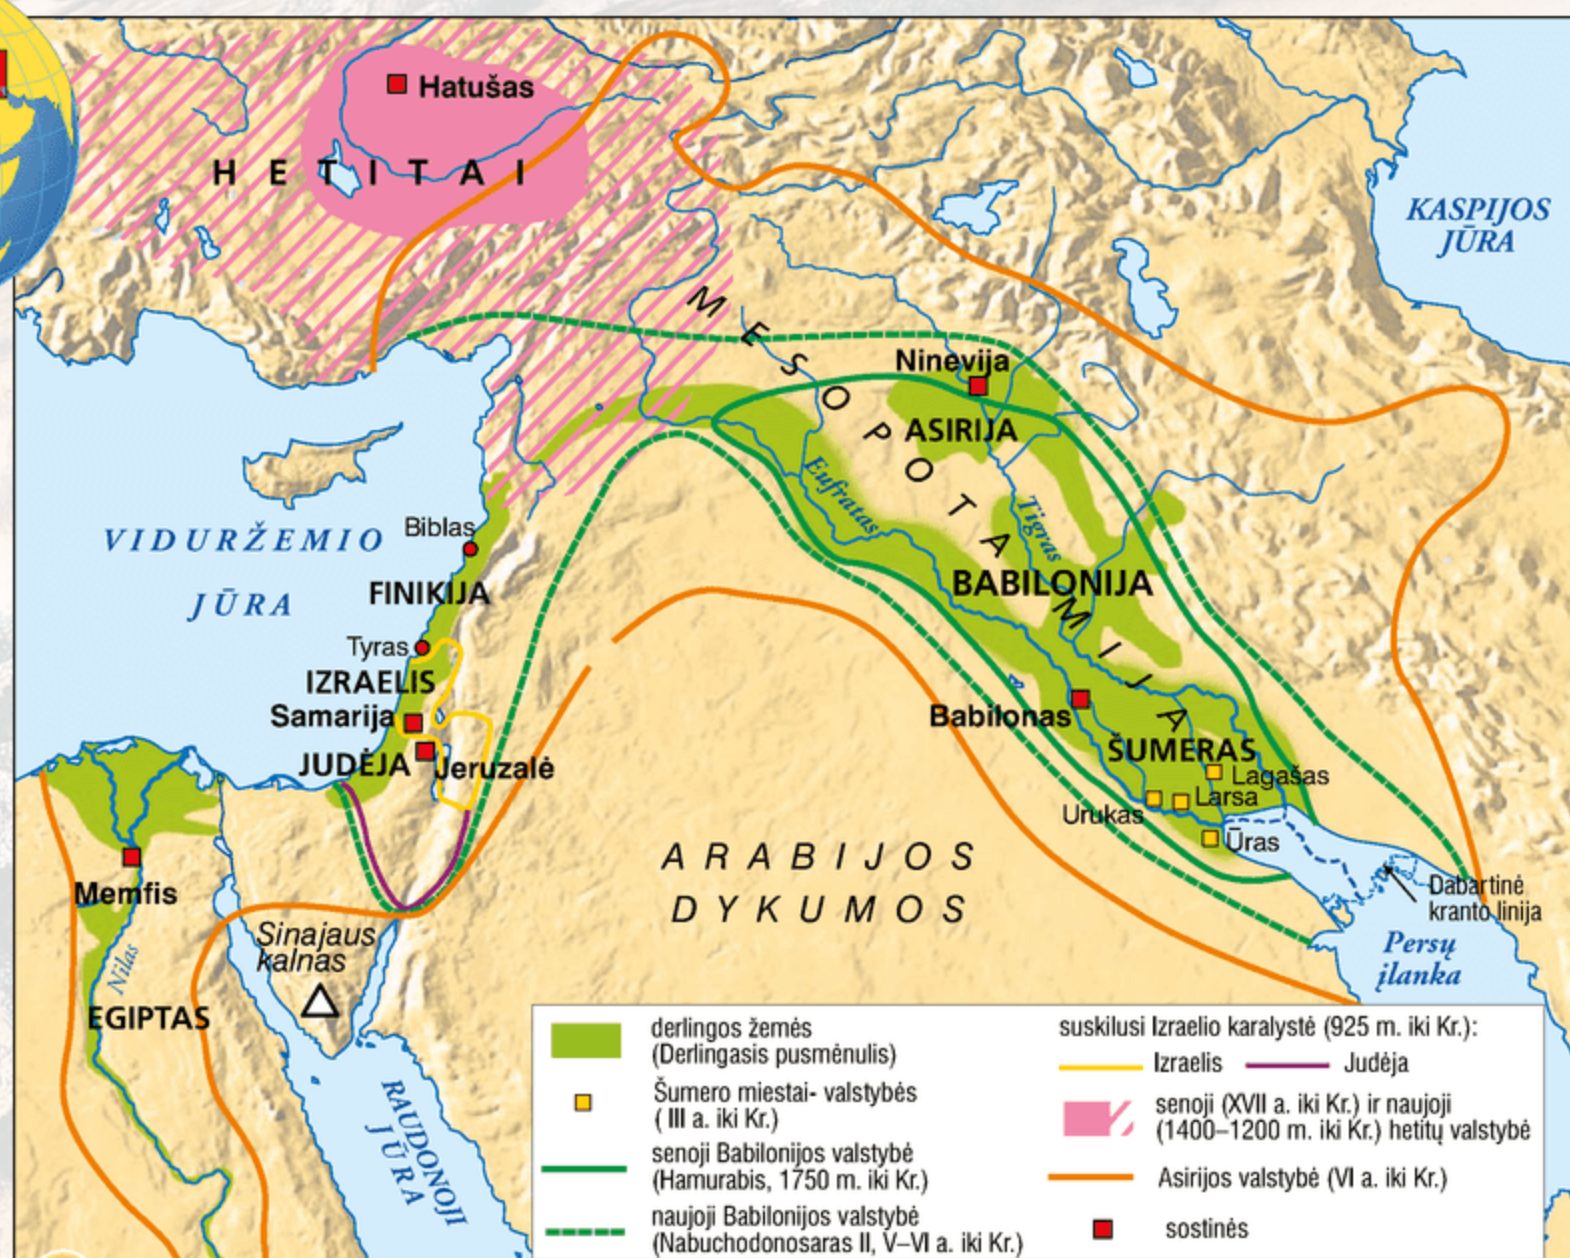 Hatušas
HETITAI
KASPIJOS
JŪRA
MESOPOTAMIJA
Ninevija
ASIRIJA
Eufratas
Tigras
BABILONIJA
VIDURŽEMIO
JŪRA
Biblas
FINIKIJA
Tyras
IZRAELIS
Samarija
JUDĖJA
Jeruzalė
Babilonas
ŠUMERAS
Lagašas
Larsa
Urukas
Ūras
Dabartinė
kranto linija
Persų
įlanka
ARABIJOS
DYKUMOS
Memfis
Nilas
EGIPTAS
Sinajaus
kalnas
RAUDONOJI
JŪRA
derlingos žemės
(Derlingasis pusmėnulis)
Šumero miestai- valstybės
( III a. iki Kr.)
senoji Babilonijos valstybė
(Hamurabis, 1750 m. iki Kr.)
naujoji Babilonijos valstybė
(Nabuchodonosaras II, V–VI a. iki Kr.)
suskilusi Izraelio karalystė (925 m. iki Kr.):
Izraelis
Judėja
senoji (XVII a. iki Kr.) ir naujoji
(1400–1200 m. iki Kr.) hetitų valstybė
Asirijos valstybė (VI a. iki Kr.)
sostinės